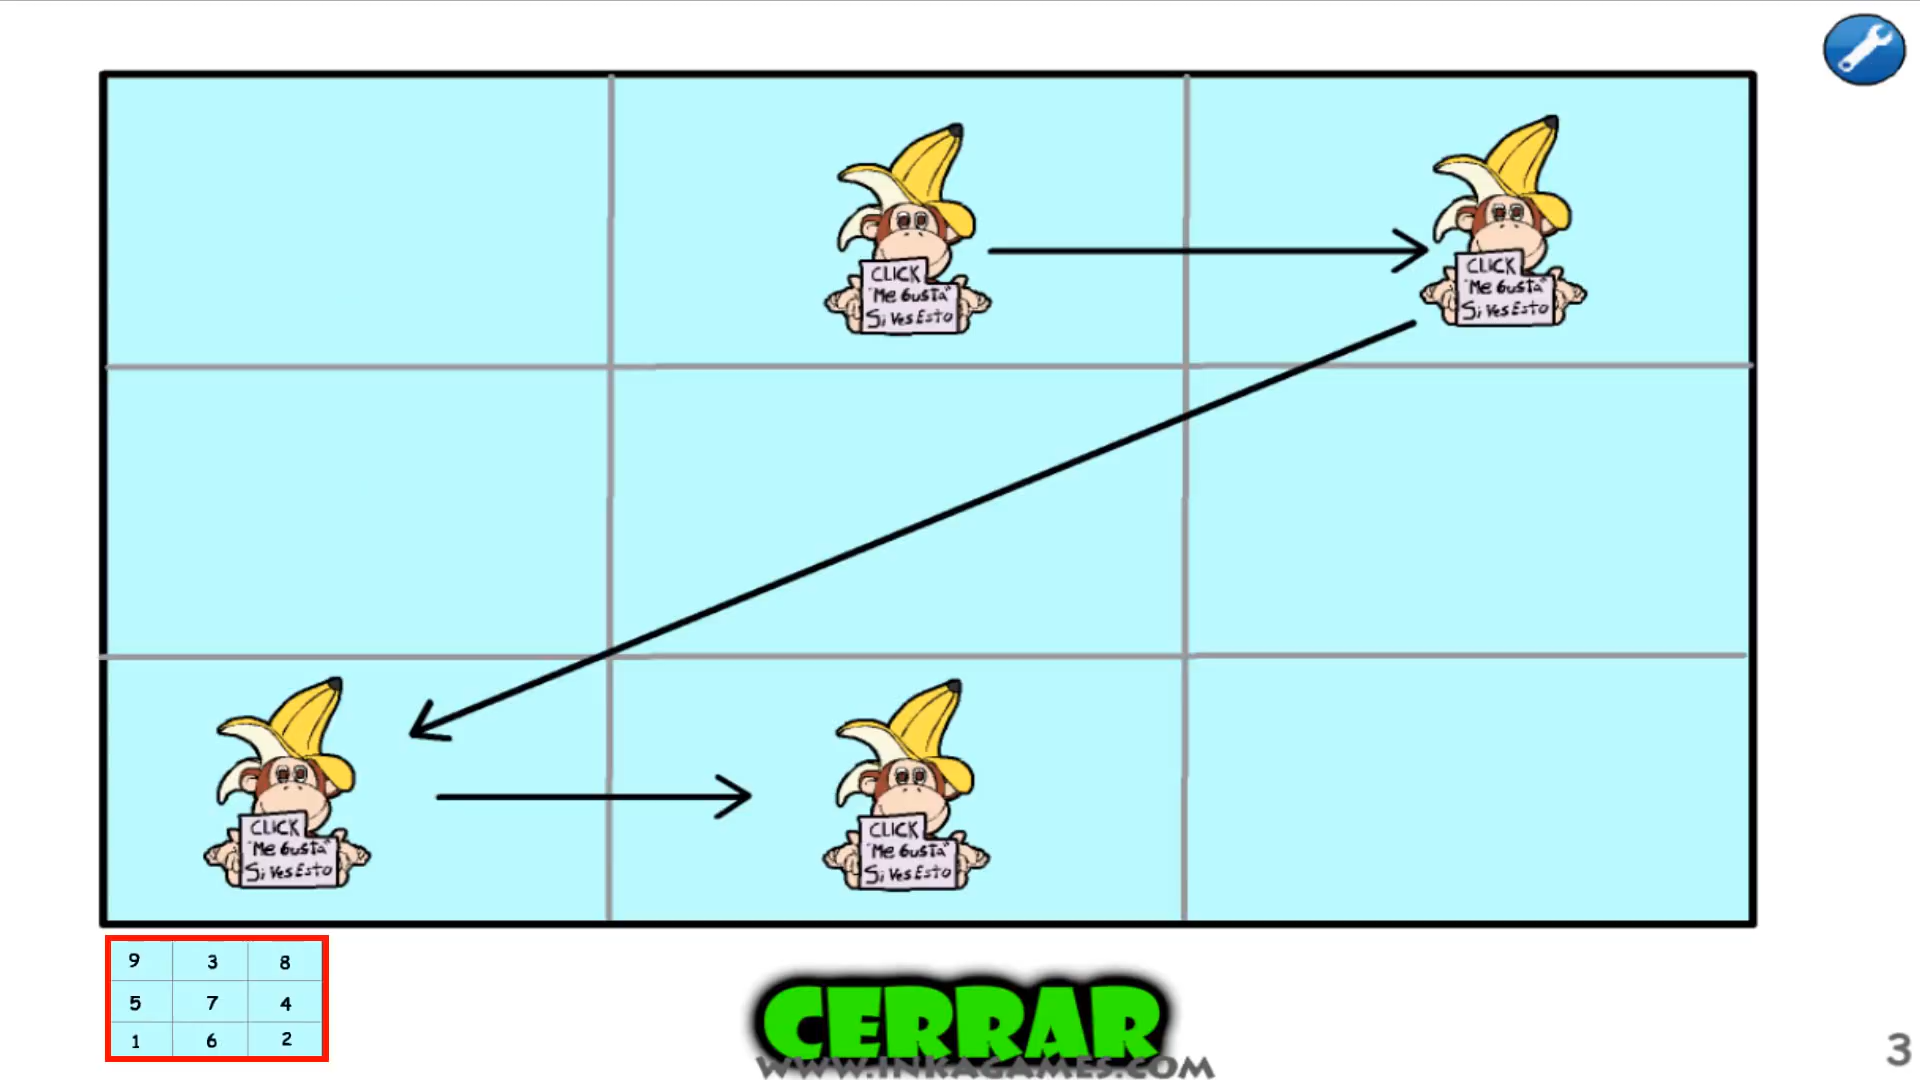 CLICK
"Me Gusta"
Si Ves Esto
CLICK
"Me Gusta"
Si Ves Esto
CLICK
"Me Gusta"
Si Ves Esto
CLICK
"Me Gusta"
Si Ves Esto
9 3 8
5 7 4
1 6 2
CERRAR
WWW.INKAGAMES.COM
3